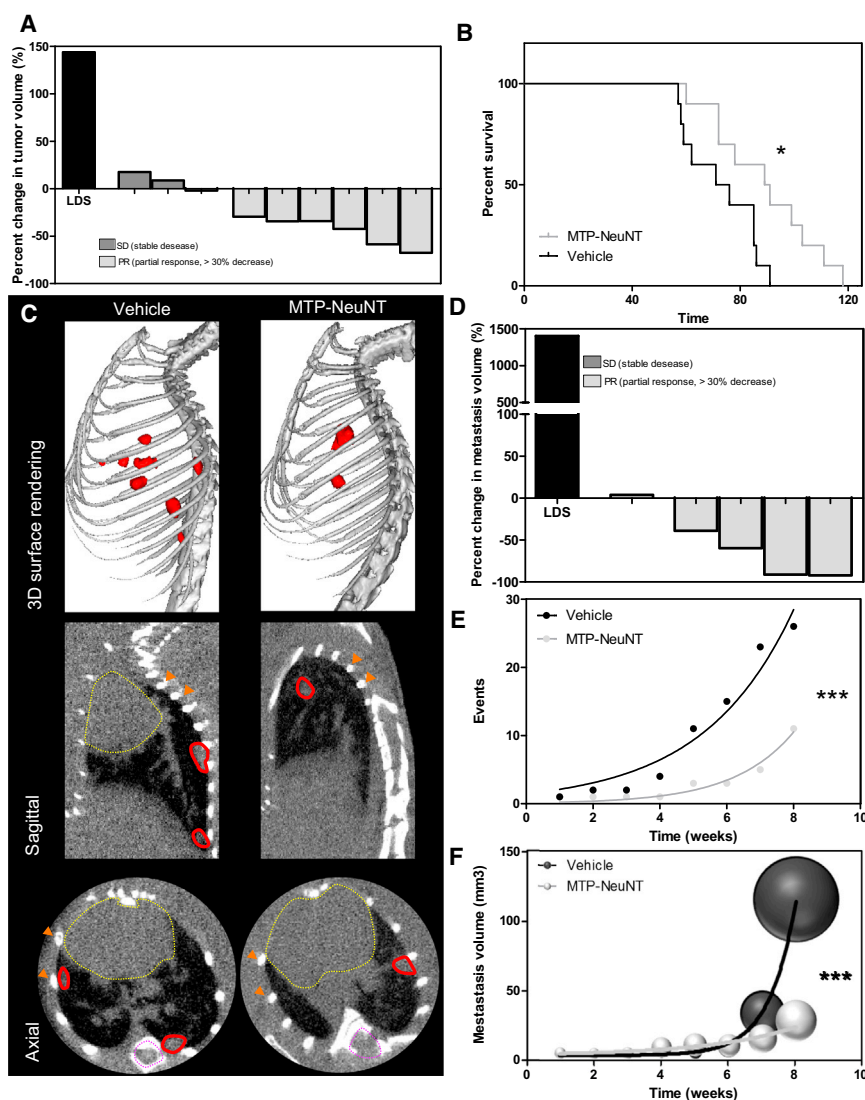 A
Percent change in tumor volume (%)
150
100
50
0
-50
-100
LDS
SD (stable desease)
PR (partial response, > 30% decrease)
B
Percent survival
100
50
0
0
40
80
120
Time
MTP-NeuNT
Vehicle
*
C
Vehicle
MTP-NeuNT
3D surface rendering
Sagittal
Axial
D
Percent change in metastasis volume (%)
1400
1000
500
100
50
0
-50
-100
LDS
SD (stable desease)
PR (partial response, > 30% decrease)
E
Events
30
20
10
0
0
2
4
6
8
10
Time (weeks)
Vehicle
MTP-NeuNT
***
F
Mestastasis volume (mm3)
150
100
50
0
0
2
4
6
8
10
Time (weeks)
Vehicle
MTP-NeuNT
***